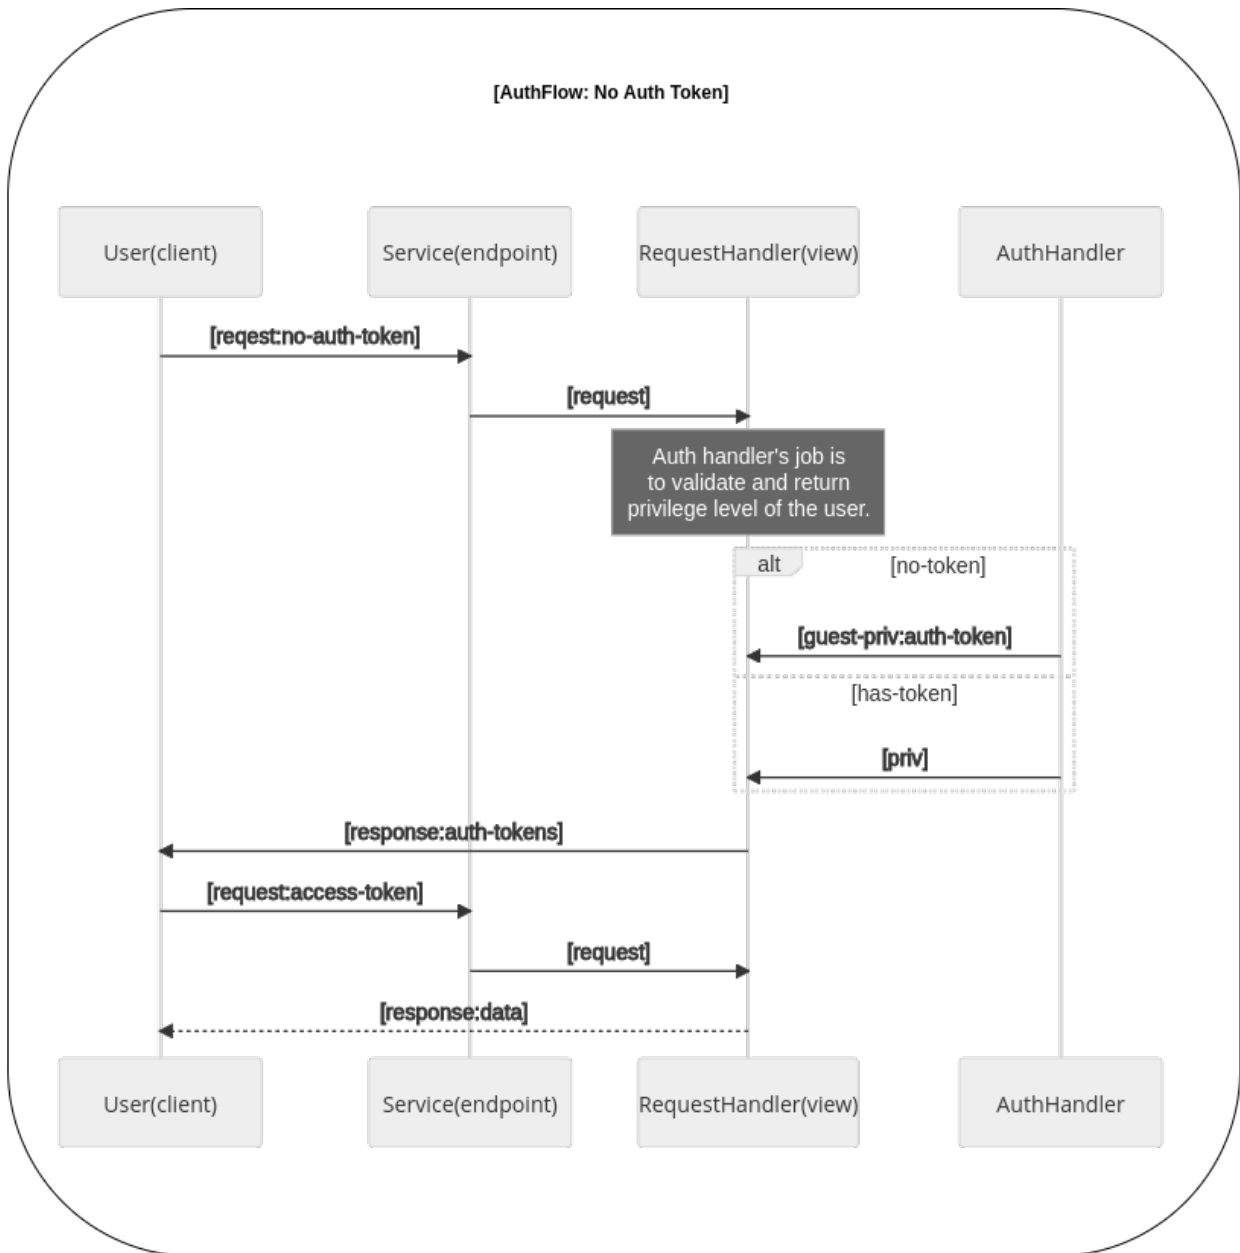 [AuthFlow: No Auth Token]
User(client)
Service(endpoint)
RequestHandler(view)
AuthHandler
[reqest:no-auth-token]
[request]
Auth handler's job is
to validate and return
privilege level of the user.
alt
[no-token]
[guest-priv:auth-token]
[has-token]
[priv]
[response:auth-tokens]
[request:access-token]
[request]
[response:data]
User(client)
Service(endpoint)
RequestHandler(view)
AuthHandler